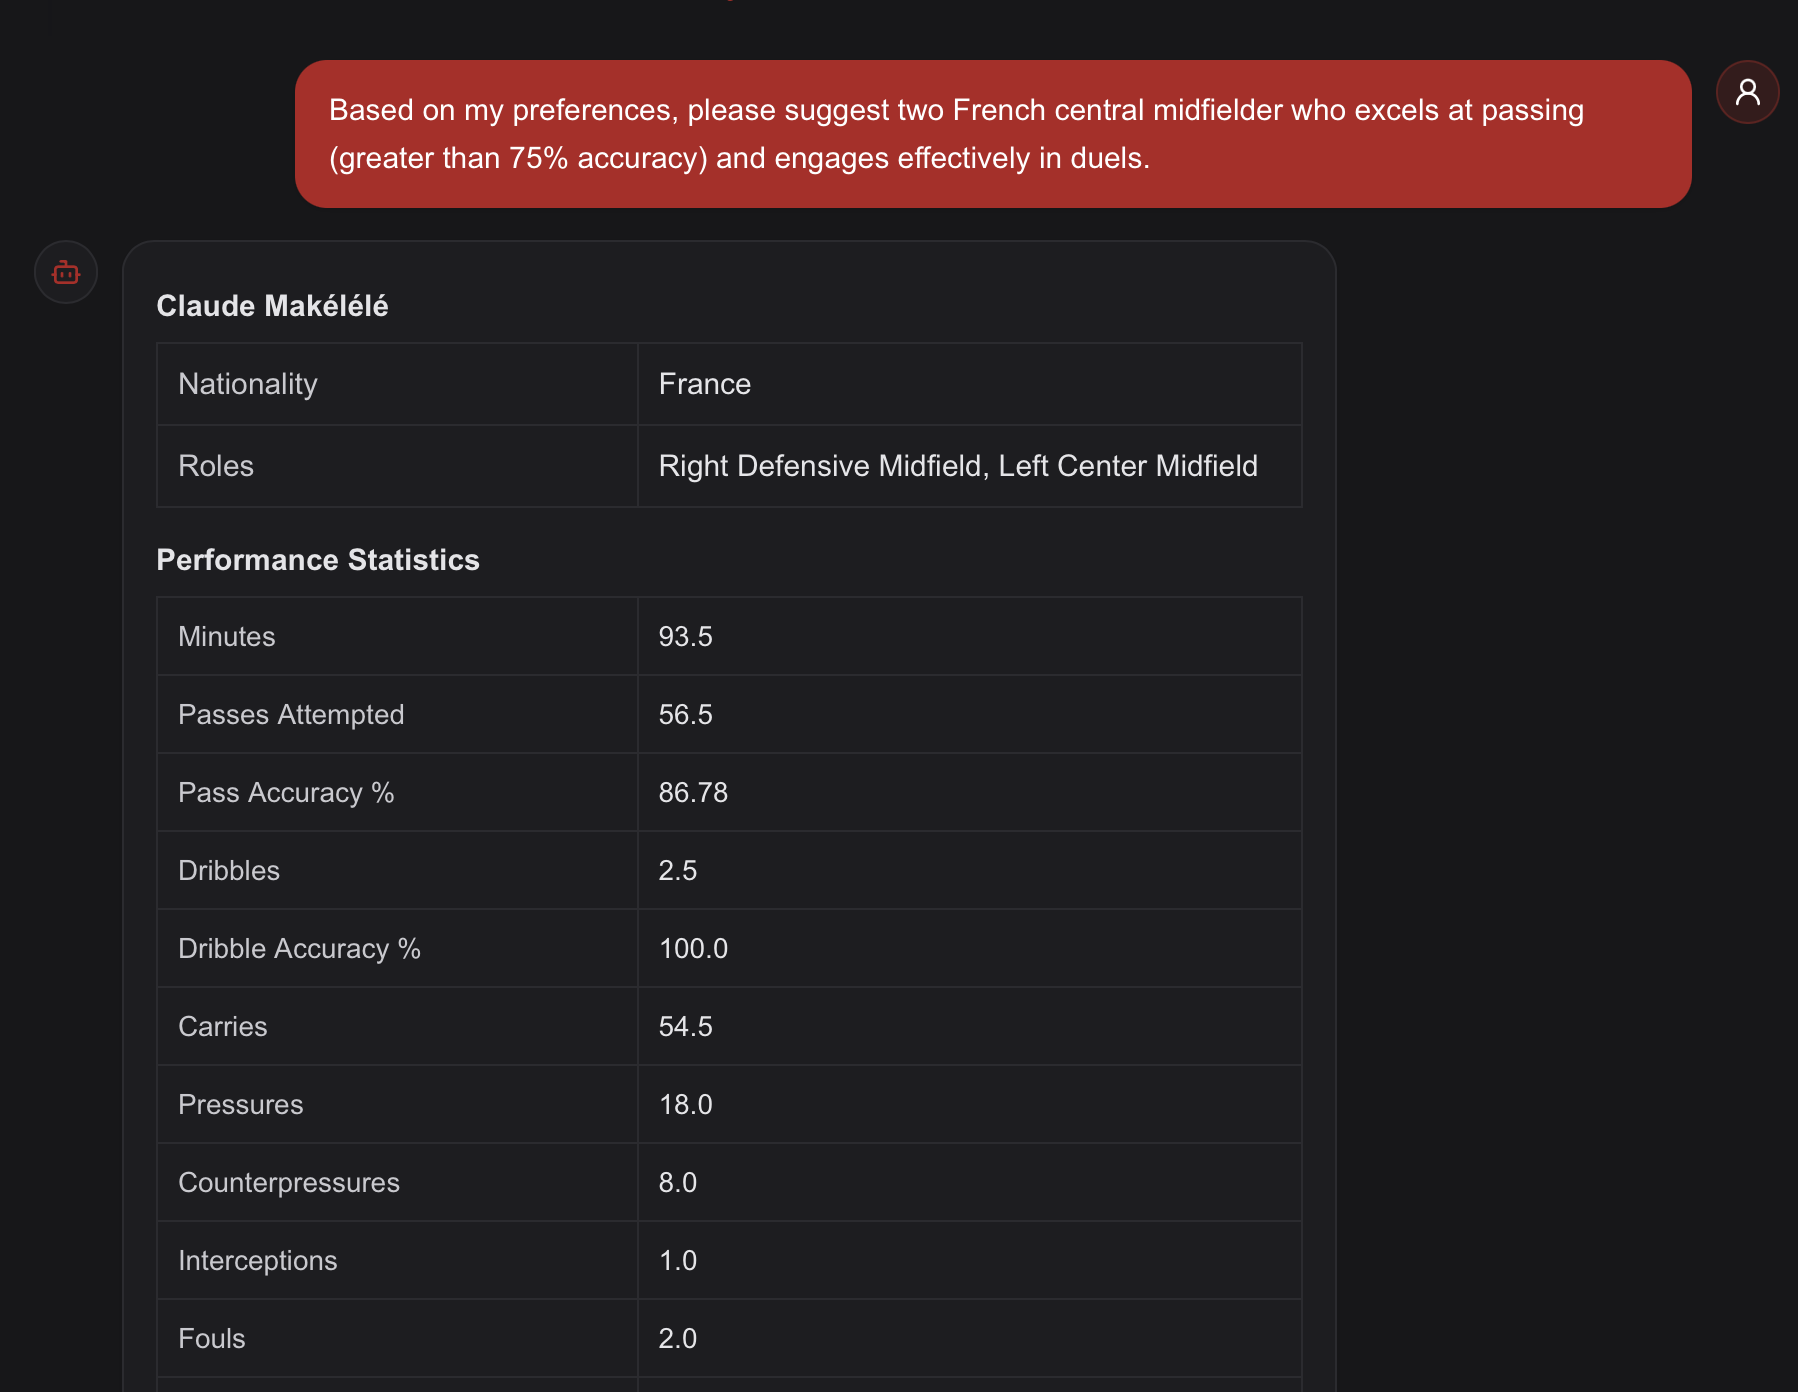 Based on my preferences, please suggest two French central midfielder who excels at passing
(greater than 75% accuracy) and engages effectively in duels.
Claude Makélélé
Nationality France
Roles Right Defensive Midfield, Left Center Midfield
Performance Statistics
Minutes 93.5
Passes Attempted 56.5
Pass Accuracy % 86.78
Dribbles 2.5
Dribble Accuracy % 100.0
Carries 54.5
Pressures 18.0
Counterpressures 8.0
Interceptions 1.0
Fouls 2.0